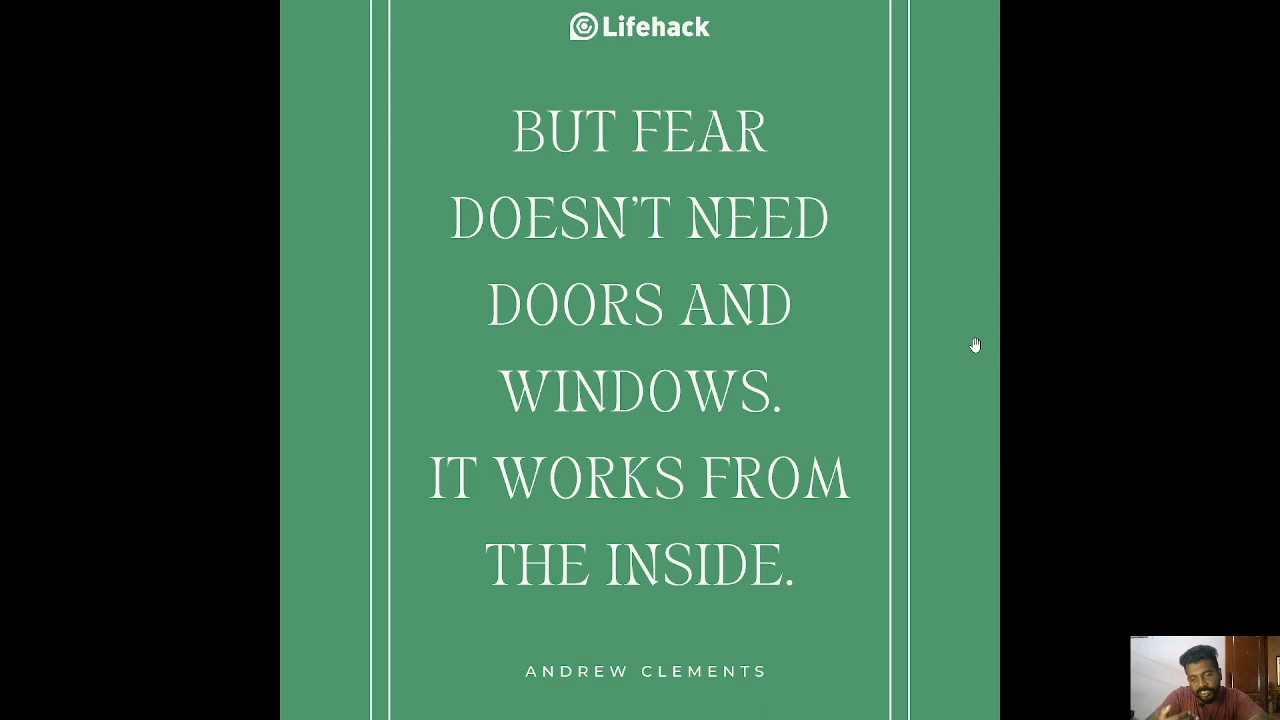 Lifehack
BUT FEAR
DOESN'T NEED
DOORS AND
WINDOWS.
IT WORKS FROM
THE INSIDE.
ANDREW CLEMENTS